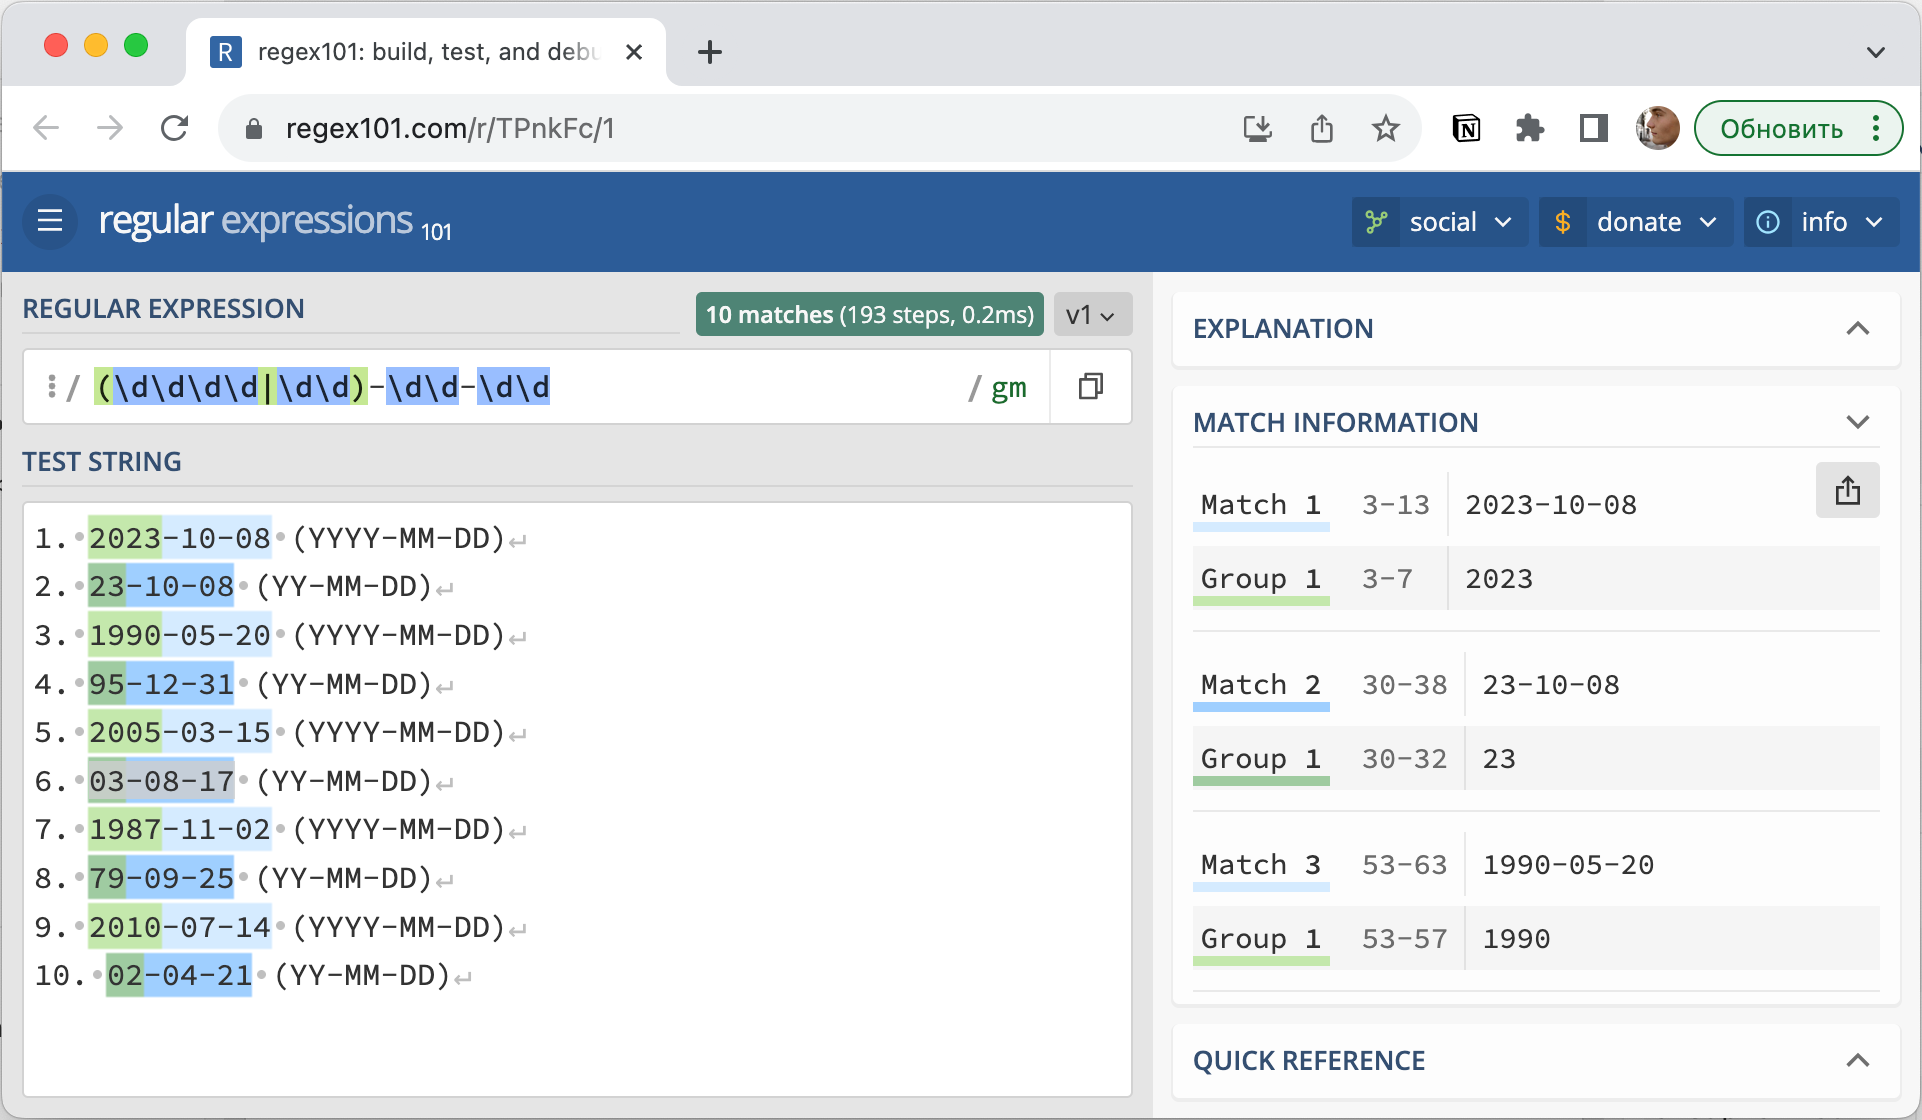 R regex101: build, test, and debu
regex101.com/r/TPnkFc/1
Обновить
regular expressions 101
social
$ donate
info
REGULAR EXPRESSION
10 matches (193 steps, 0.2ms)
v1
/ (\d\d\d\d|\d\d)-\d\d-\d\d / gm
TEST STRING
1. 2023-10-08 (YYYY-MM-DD)
2. 23-10-08 (YY-MM-DD)
3. 1990-05-20 (YYYY-MM-DD)
4. 95-12-31 (YY-MM-DD)
5. 2005-03-15 (YYYY-MM-DD)
6. 03-08-17 (YY-MM-DD)
7. 1987-11-02 (YYYY-MM-DD)
8. 79-09-25 (YY-MM-DD)
9. 2010-07-14 (YYYY-MM-DD)
10. 02-04-21 (YY-MM-DD)
EXPLANATION
MATCH INFORMATION
Match 1 3-13 2023-10-08
Group 1 3-7 2023
Match 2 30-38 23-10-08
Group 1 30-32 23
Match 3 53-63 1990-05-20
Group 1 53-57 1990
QUICK REFERENCE